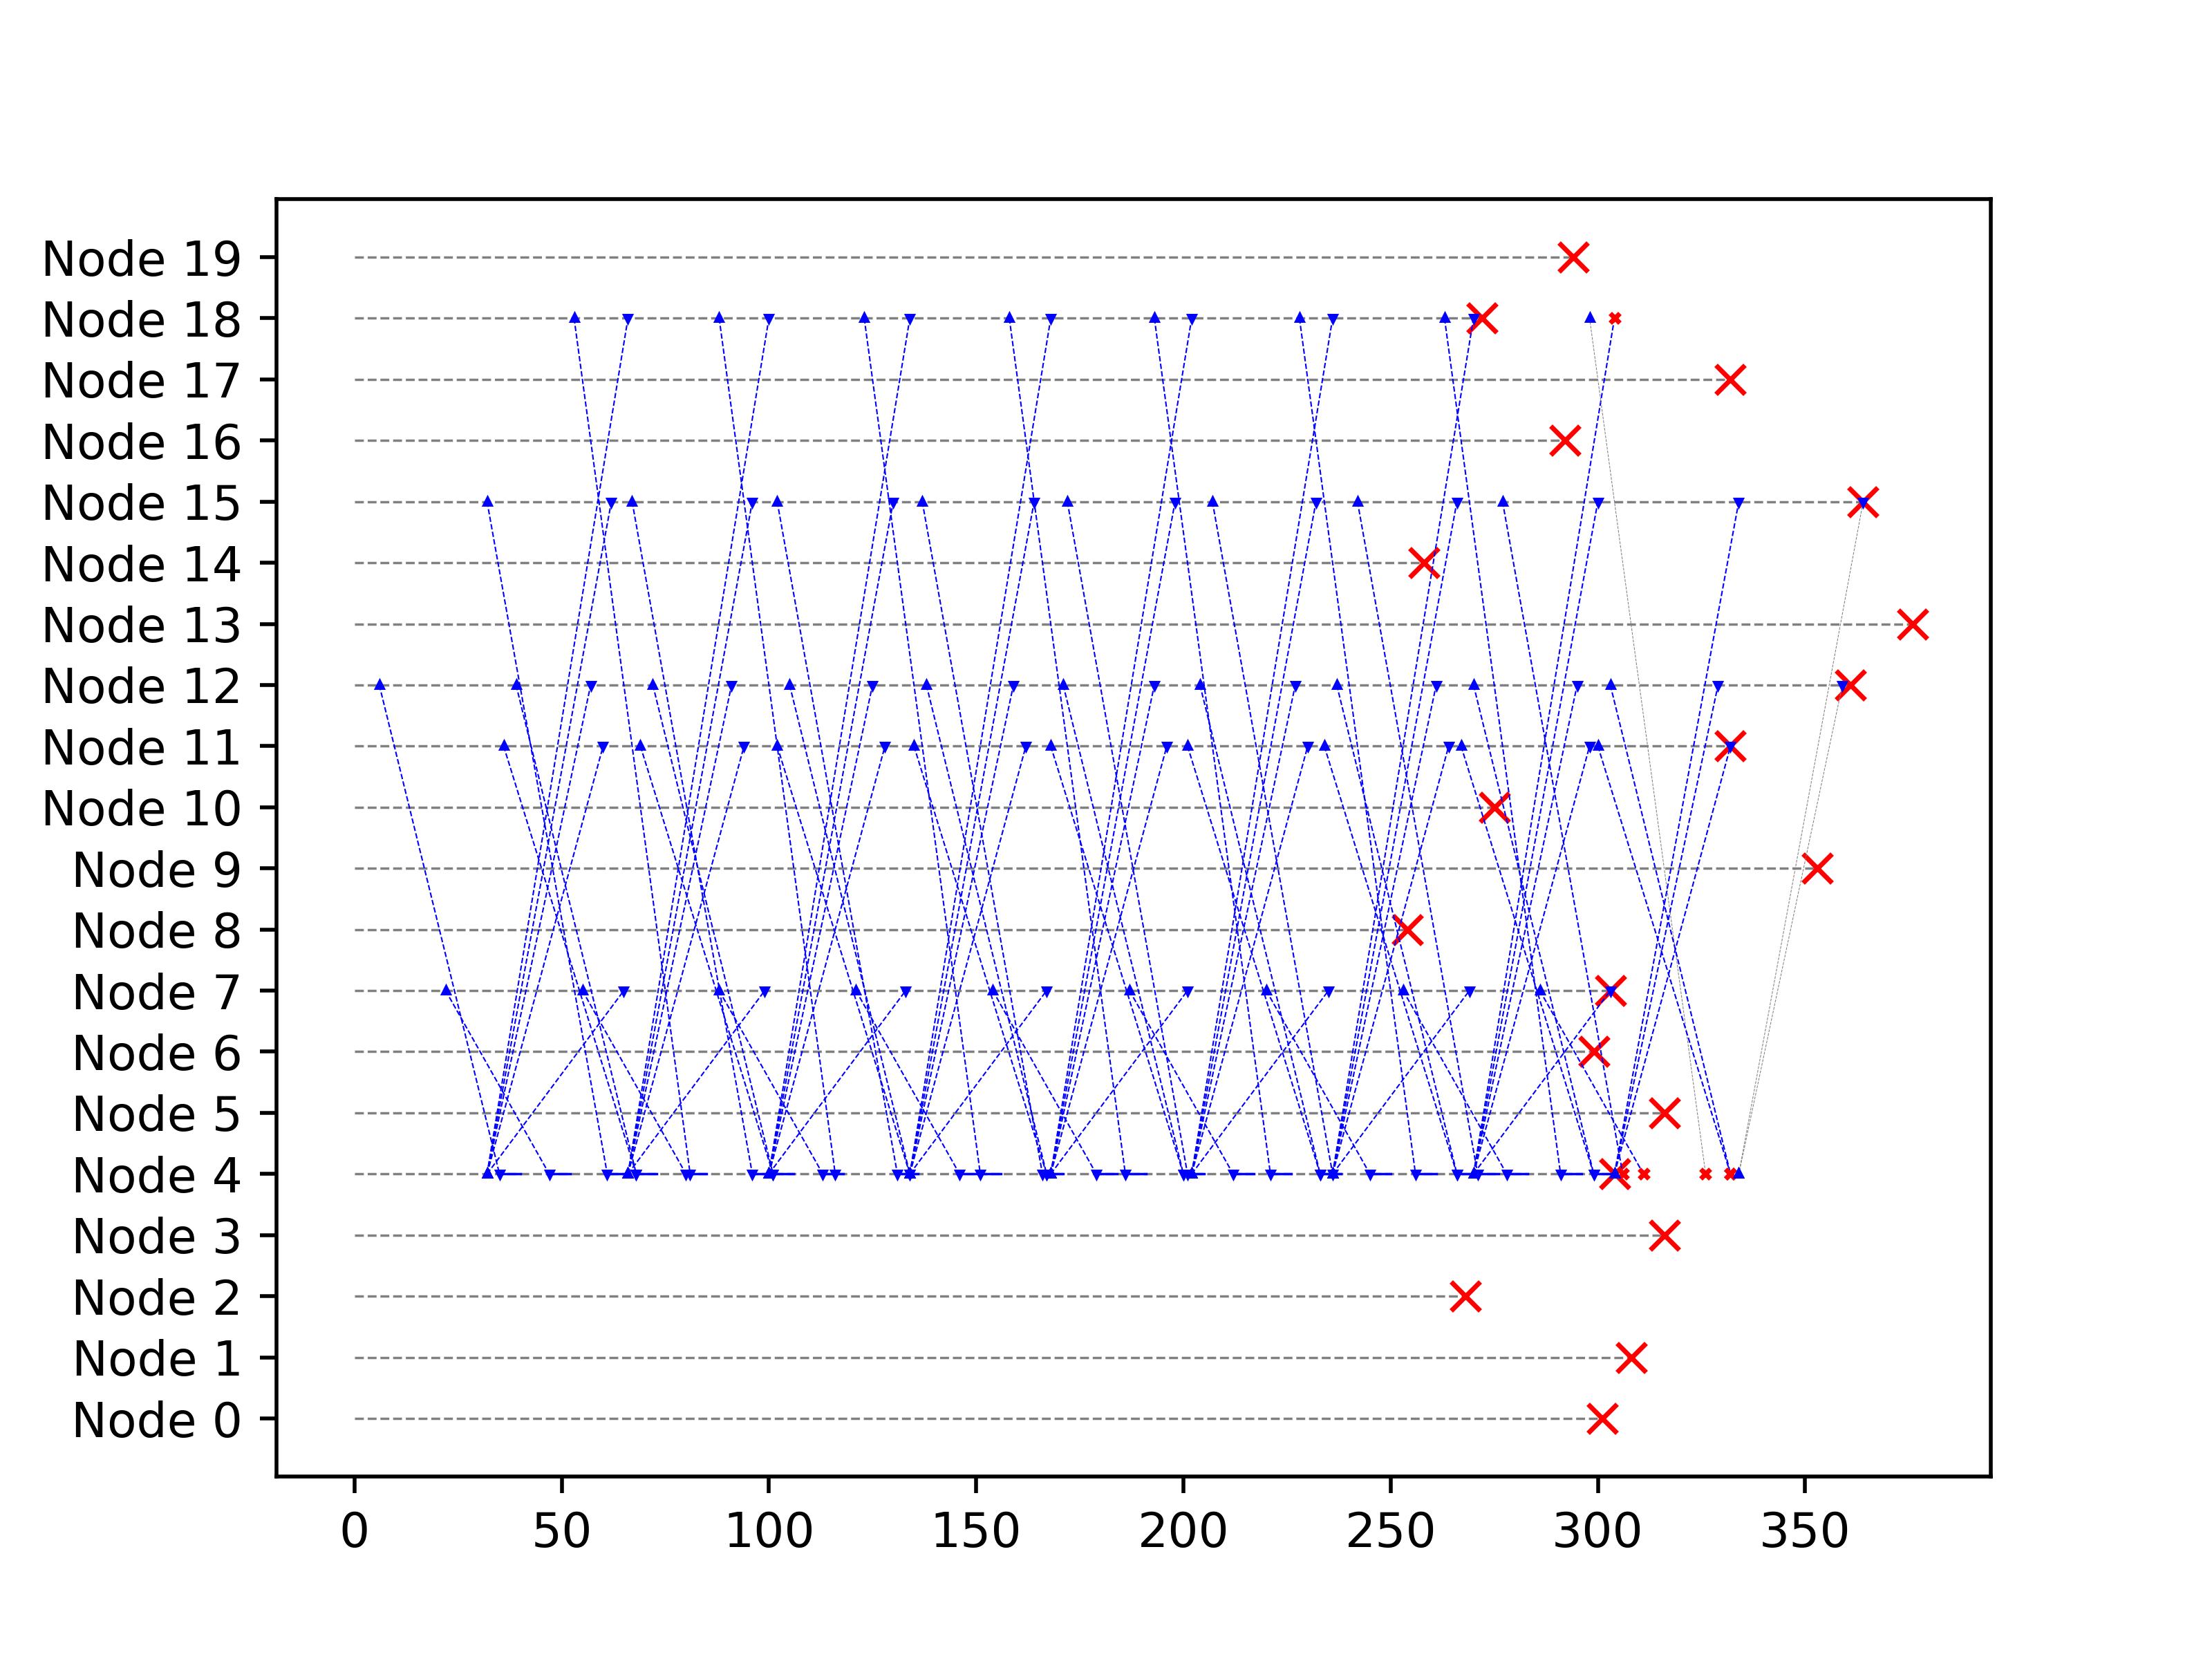 Node 19
Node 18
Node 17
Node 16
Node 15
Node 14
Node 13
Node 12
Node 11
Node 10
Node 9
Node 8
Node 7
Node 6
Node 5
Node 4
Node 3
Node 2
Node 1
Node 0
0 50 100 150 200 250 300 350